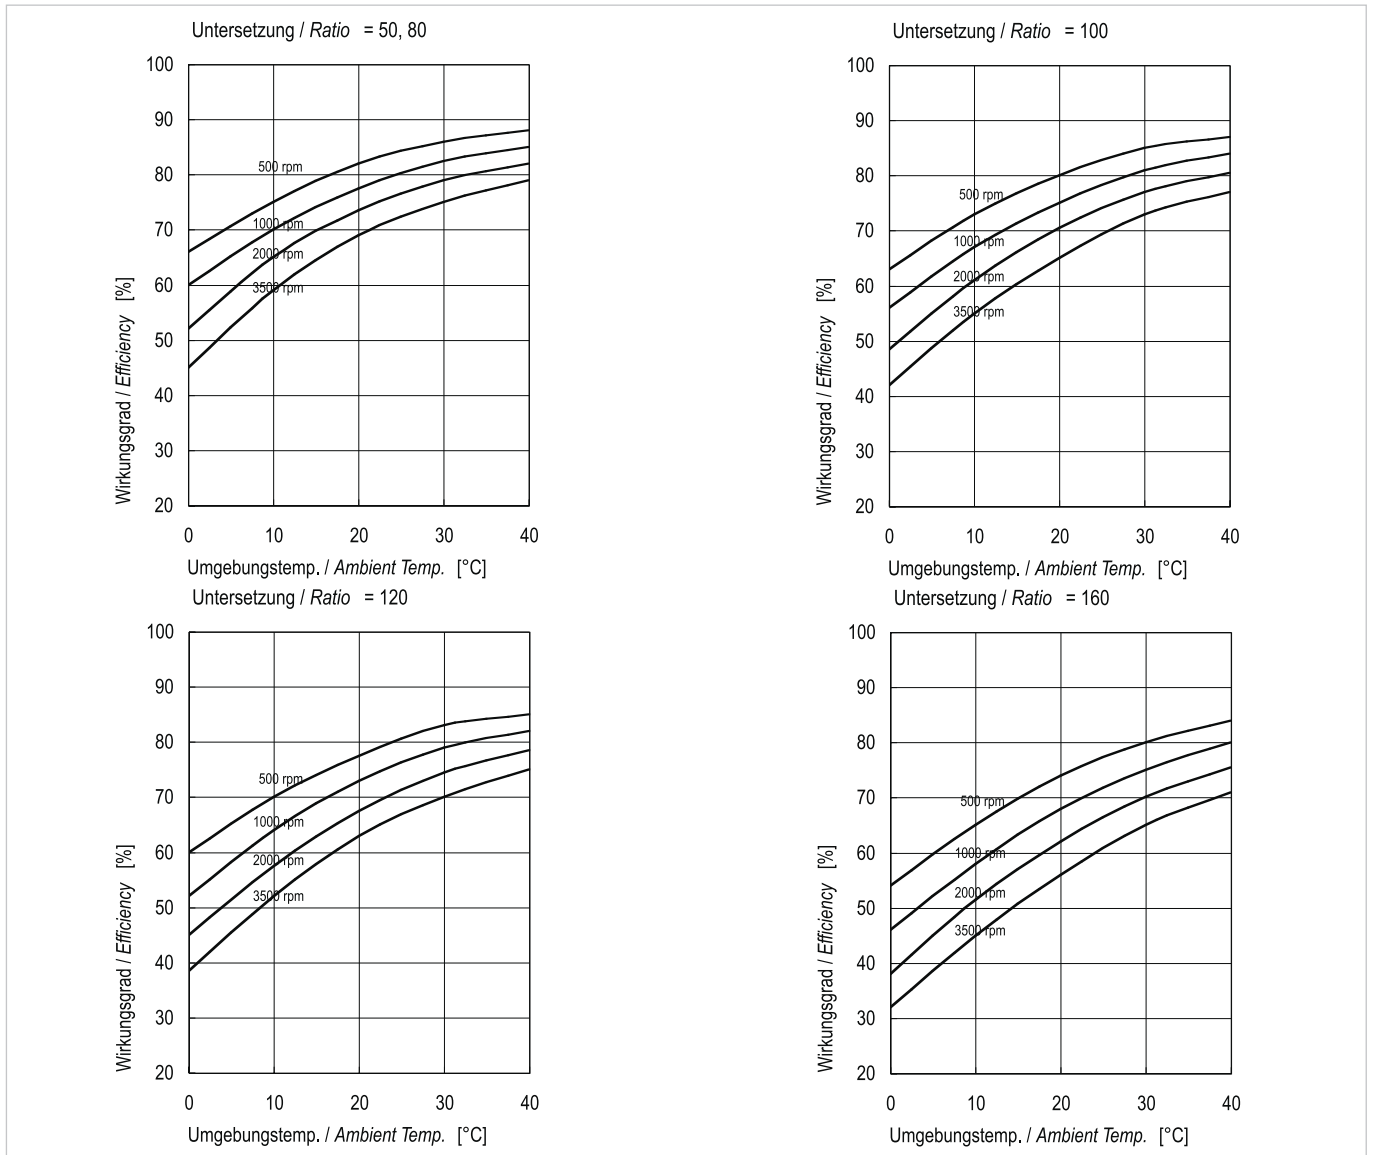 Untersetzung / Ratio = 50, 80
100
90
80
70
60
50
40
30
20
0 10 20 30 40
500 rpm
1000 rpm
2000 rpm
3500 rpm
Wirkungsgrad / Efficiency [%]
Umgebungstemp. / Ambient Temp. [°C]
Untersetzung / Ratio = 100
100
90
80
70
60
50
40
30
20
0 10 20 30 40
500 rpm
1000 rpm
2000 rpm
3500 rpm
Wirkungsgrad / Efficiency [%]
Umgebungstemp. / Ambient Temp. [°C]
Untersetzung / Ratio = 120
100
90
80
70
60
50
40
30
20
0 10 20 30 40
500 rpm
1000 rpm
2000 rpm
3500 rpm
Wirkungsgrad / Efficiency [%]
Umgebungstemp. / Ambient Temp. [°C]
Untersetzung / Ratio = 160
100
90
80
70
60
50
40
30
20
0 10 20 30 40
500 rpm
1000 rpm
2000 rpm
3500 rpm
Wirkungsgrad / Efficiency [%]
Umgebungstemp. / Ambient Temp. [°C]